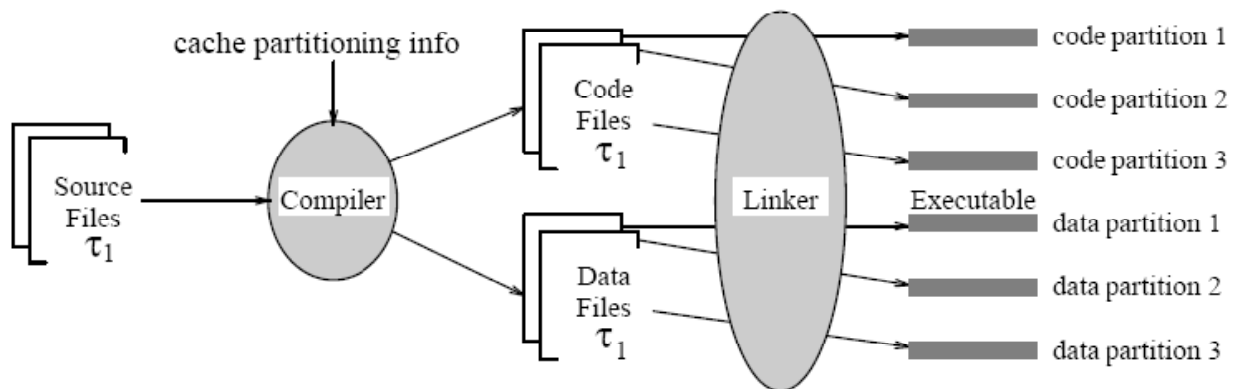 cache partitioning info
Source
Files
τ1
Compiler
Code
Files
τ1
Data
Files
τ1
Linker
Executable
code partition 1
code partition 2
code partition 3
data partition 1
data partition 2
data partition 3